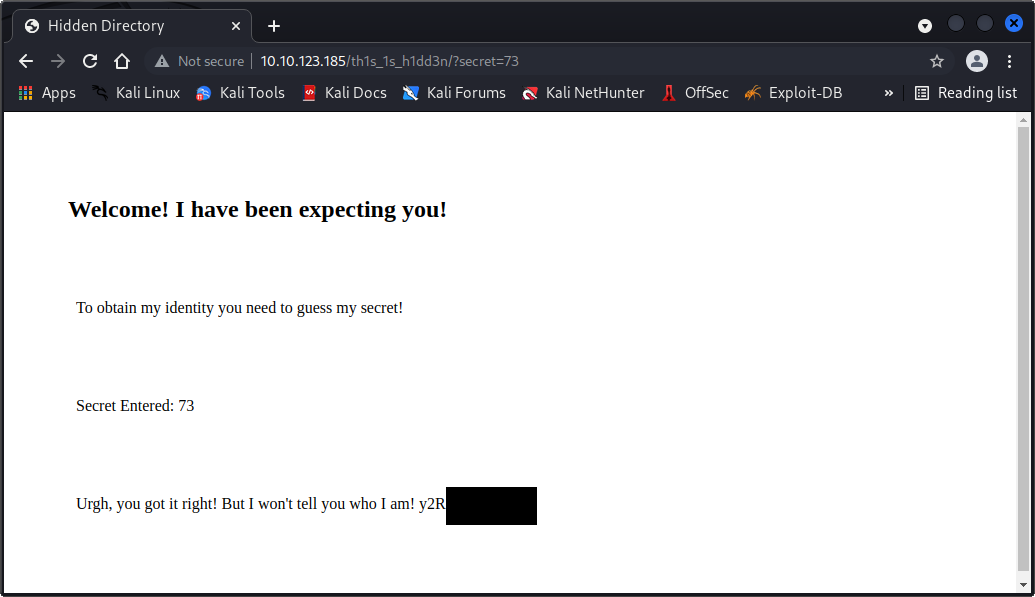 Hidden Directory
Not secure 10.10.123.185/th1s_1s_h1dd3n/?secret=73
Apps Kali Linux Kali Tools Kali Docs Kali Forums Kali NetHunter OffSec Exploit-DB » Reading list
Welcome! I have been expecting you!
To obtain my identity you need to guess my secret!
Secret Entered: 73
Urgh, you got it right! But I won't tell you who I am! y2R